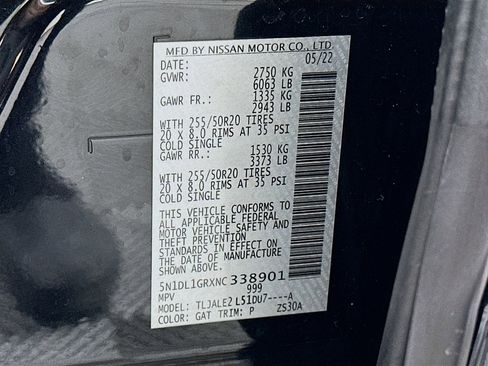 MFD BY NISSAN MOTOR CO., LTD.
DATE: 05/22
GVWR: 2750 KG
6063 LB
GAWR FR.: 1335 KG
2943 LB
WITH 255/50R20 TIRES
20 X 8.0 RIMS AT 35 PSI
COLD SINGLE
GAWR RR.: 1530 KG
3373 LB
WITH 255/50R20 TIRES
20 X 8.0 RIMS AT 35 PSI
COLD SINGLE
THIS VEHICLE CONFORMS TO
ALL APPLICABLE FEDERAL
MOTOR VEHICLE SAFETY AND
THEFT PREVENTION
STANDARDS IN EFFECT ON
THE DATE OF MANUFACTURE
SHOWN ABOVE.
5N1DL1GRXNC338901
MPV 999
MODEL: TLJALE2 L51DU7----A
COLOR: GAT TRIM: P ZS30A